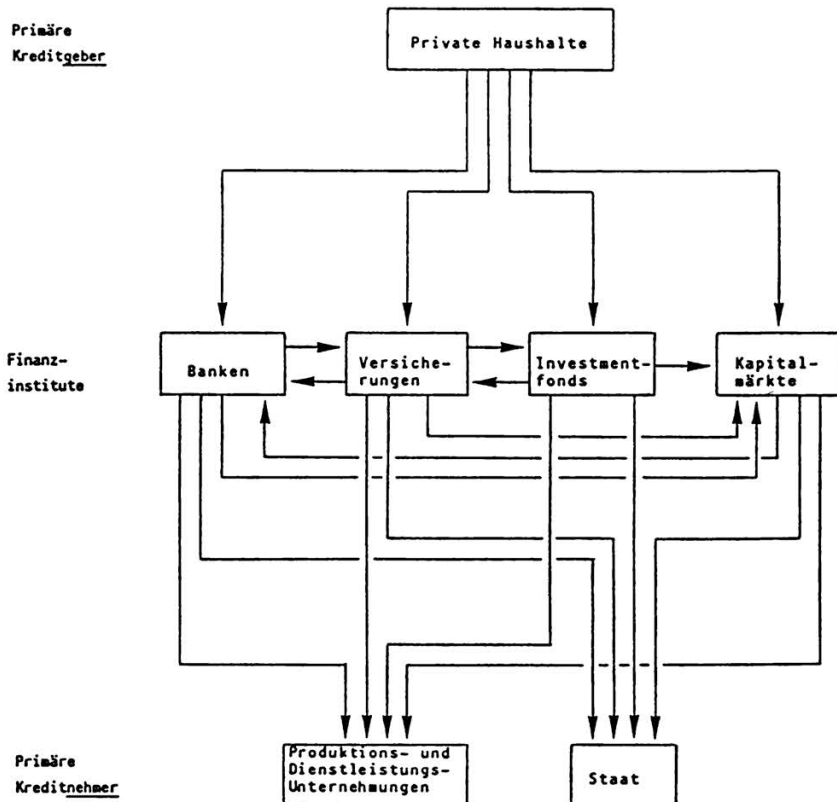 Primäre
Kreditgeber
Private Haushalte
Finanz-
institute
Banken
Versiche-
rungen
Investment-
fonds
Kapital-
märkte
Primäre
Kreditnehmer
Produktions- und
Dienstleistungs-
Unternehmungen
Staat